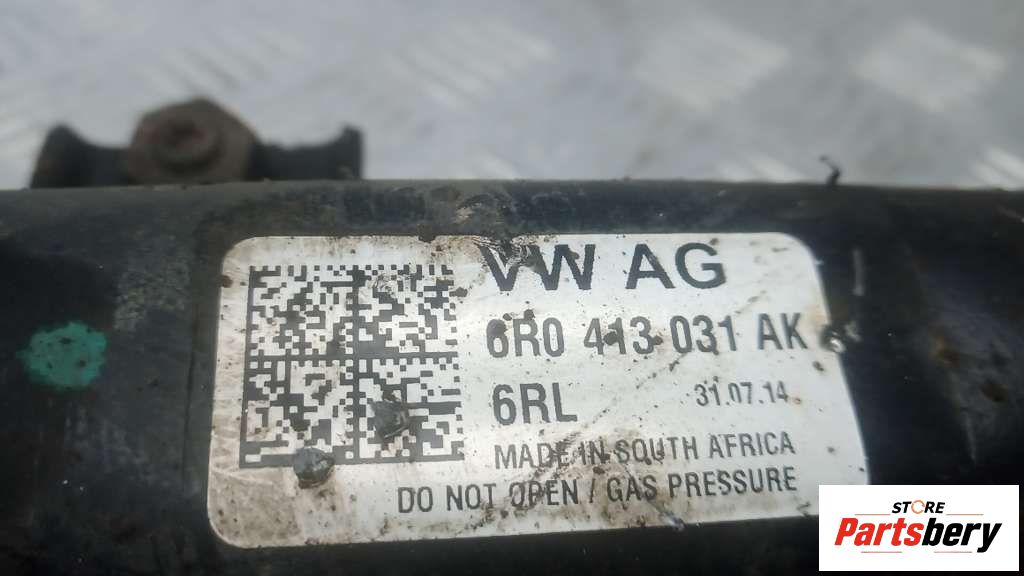 VW AG
6R0 413 031 AK
6RL 31.07.14
MADE IN SOUTH AFRICA
DO NOT OPEN / GAS PRESSURE
STORE
Partsbery